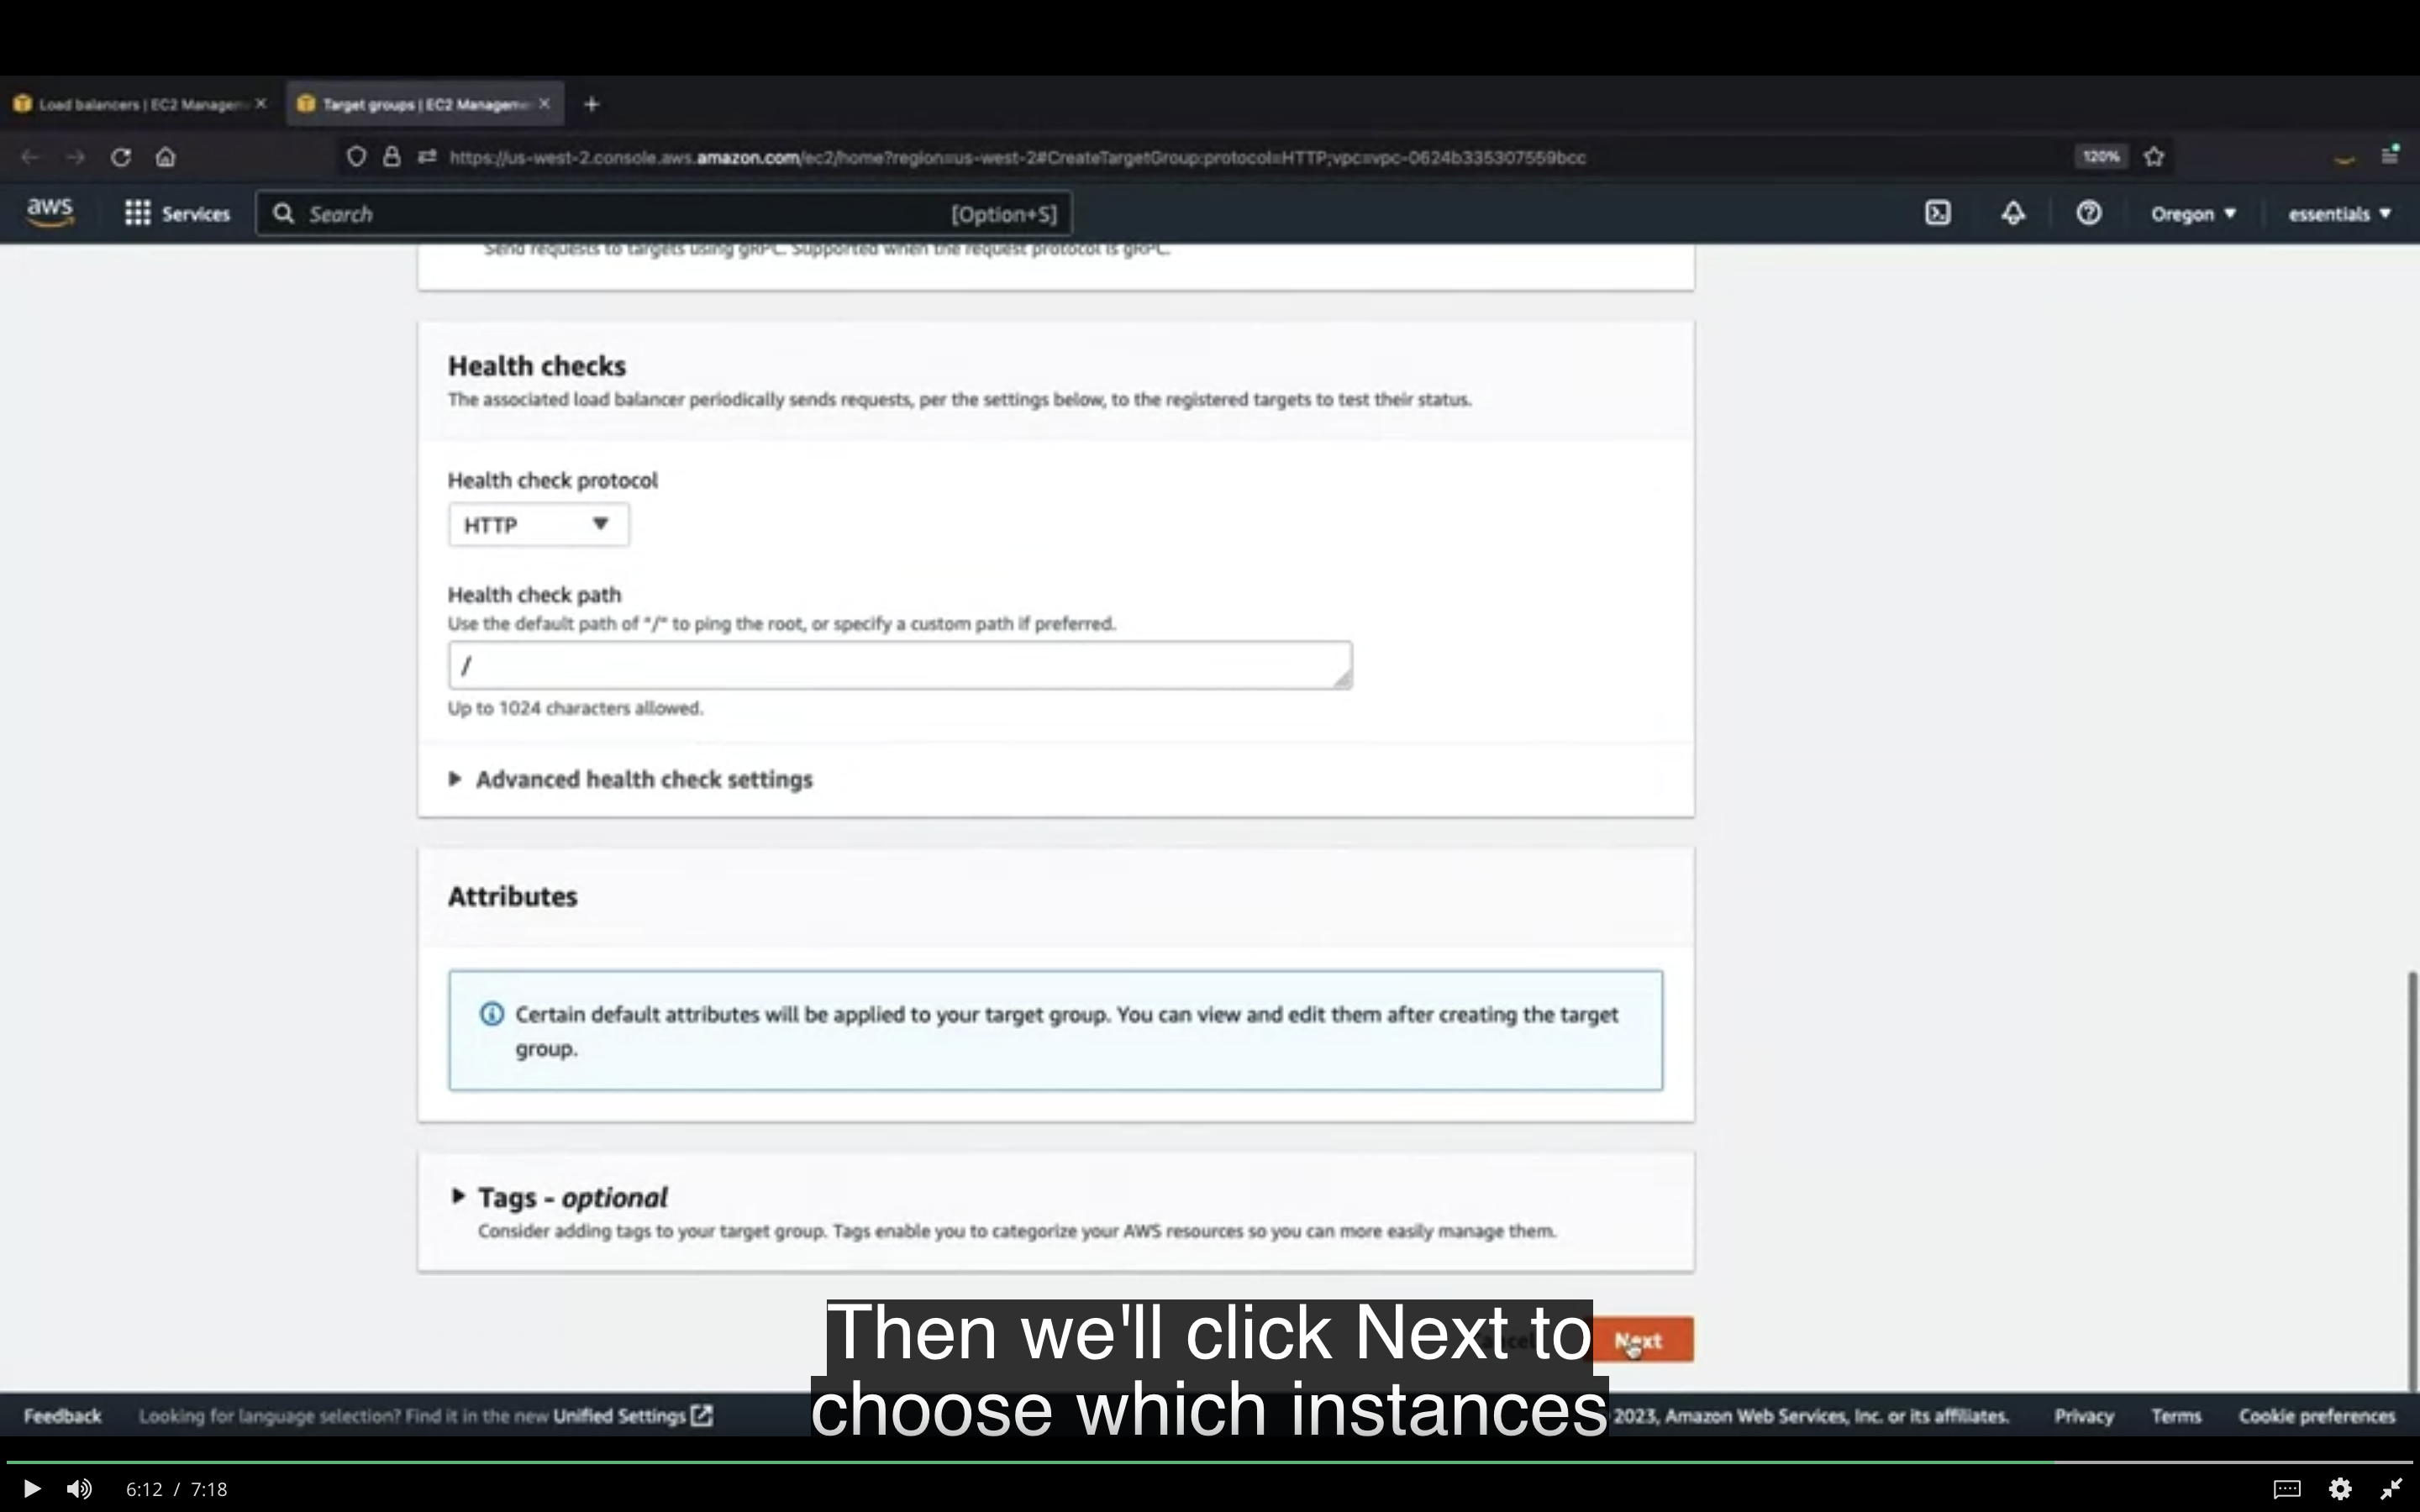 Load balancers | EC2 Managem
Target groups | EC2 Manageme
https://us-west-2.console.aws.amazon.com/ec2/home?region=us-west-2#CreateTargetGroup:protocol=HTTP;vpc=vpc-0624b335307559bcc
120%
aws
Services
Search
[Option+S]
Oregon
essentials
Send requests to targets using gRPC. Supported when the request protocol is gRPC.
Health checks
The associated load balancer periodically sends requests, per the settings below, to the registered targets to test their status.
Health check protocol
HTTP
Health check path
Use the default path of "/" to ping the root, or specify a custom path if preferred.
/
Up to 1024 characters allowed.
Advanced health check settings
Attributes
Certain default attributes will be applied to your target group. You can view and edit them after creating the target
group.
Tags - optional
Consider adding tags to your target group. Tags enable you to categorize your AWS resources so you can more easily manage them.
Next
Then we'll click Next to
choose which instances
Feedback
Looking for language selection? Find it in the new Unified Settings
2023, Amazon Web Services, Inc. or its affiliates.
Privacy
Terms
Cookie preferences
6:12 / 7:18